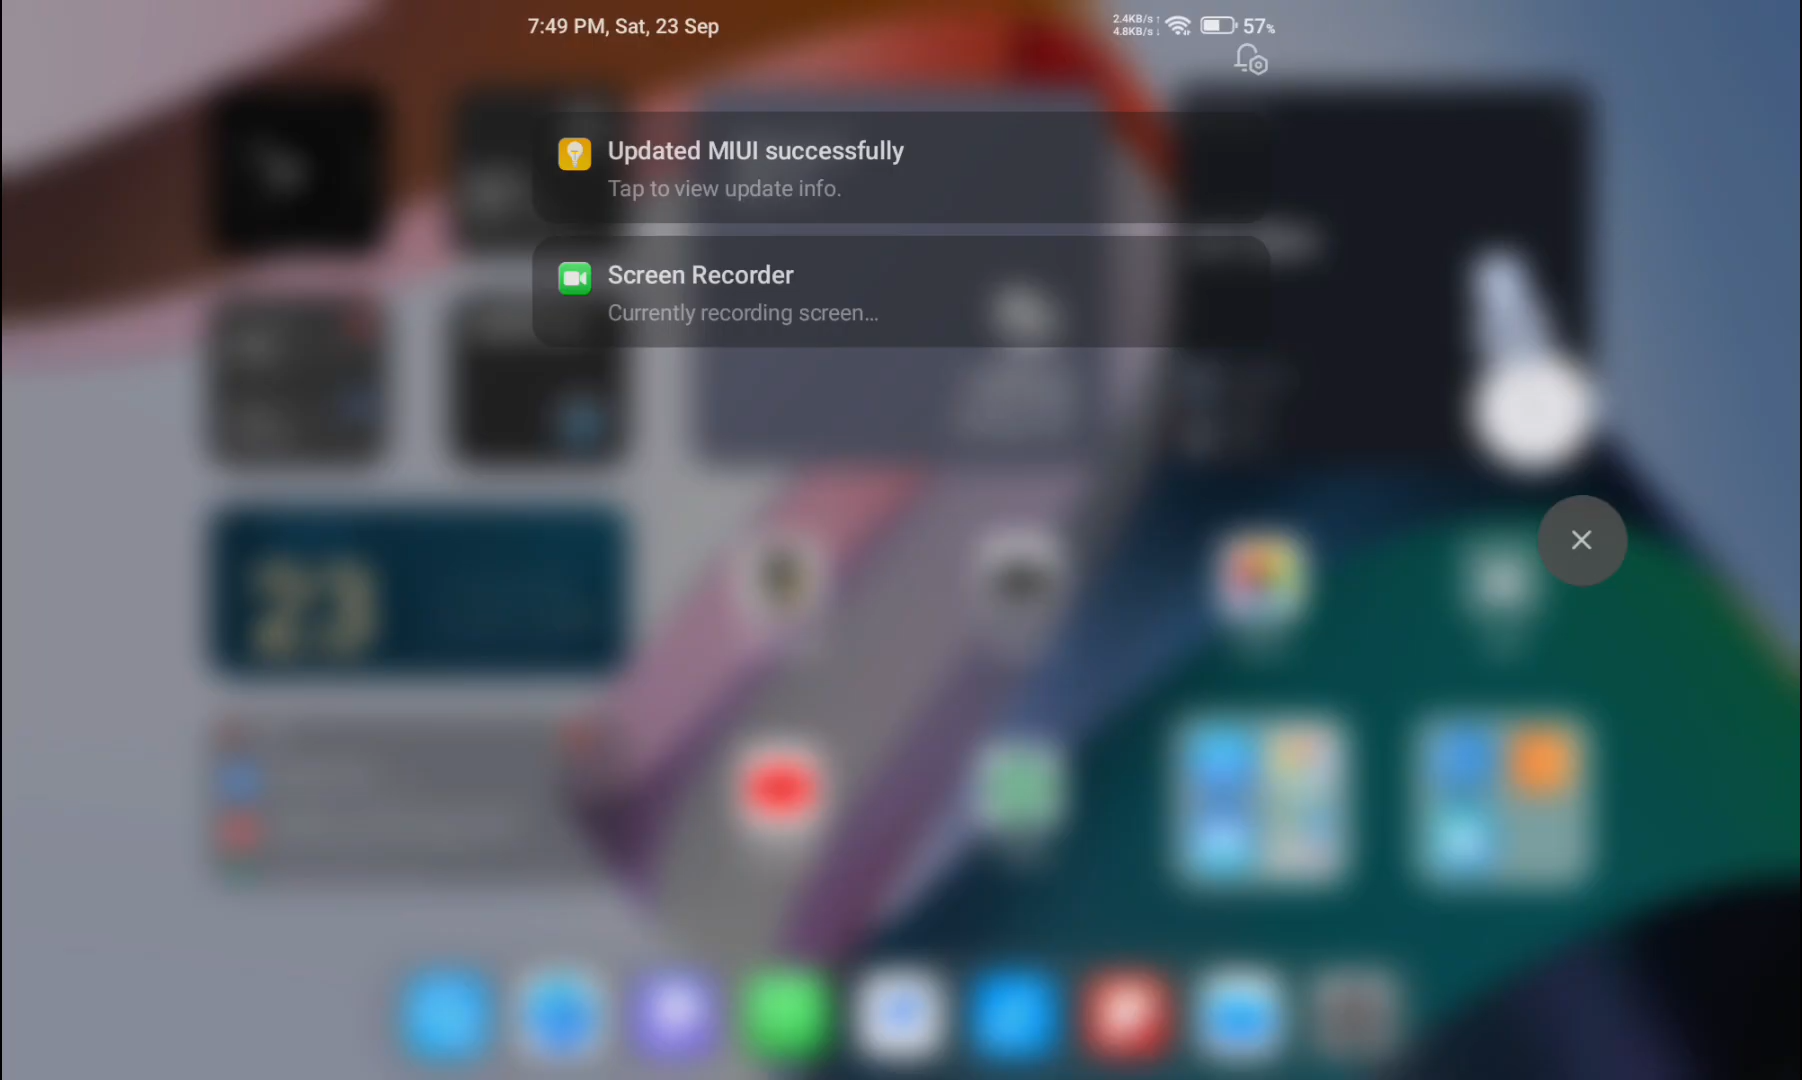 7:49 PM, Sat, 23 Sep
2.4KB/s ↑
4.8KB/s ↓
57%
Updated MIUI successfully
Tap to view update info.
Screen Recorder
Currently recording screen...
23